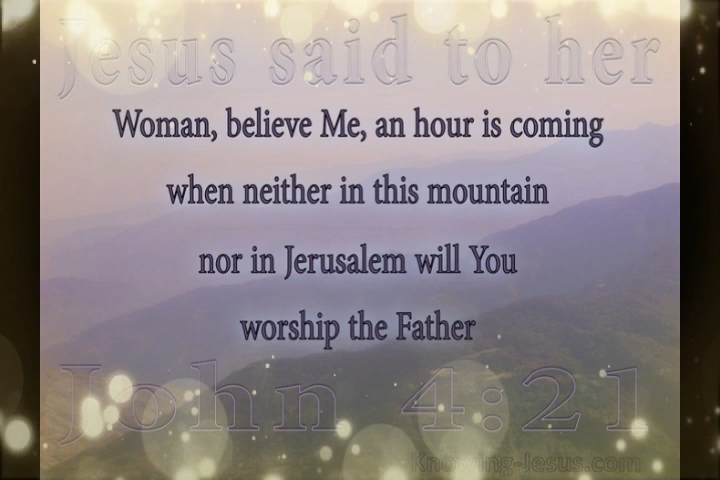 Jesus said to her
Woman, believe Me, an hour is coming
when neither in this mountain
nor in Jerusalem will You
worship the Father
John 4:21
Knowing-Jesus.com